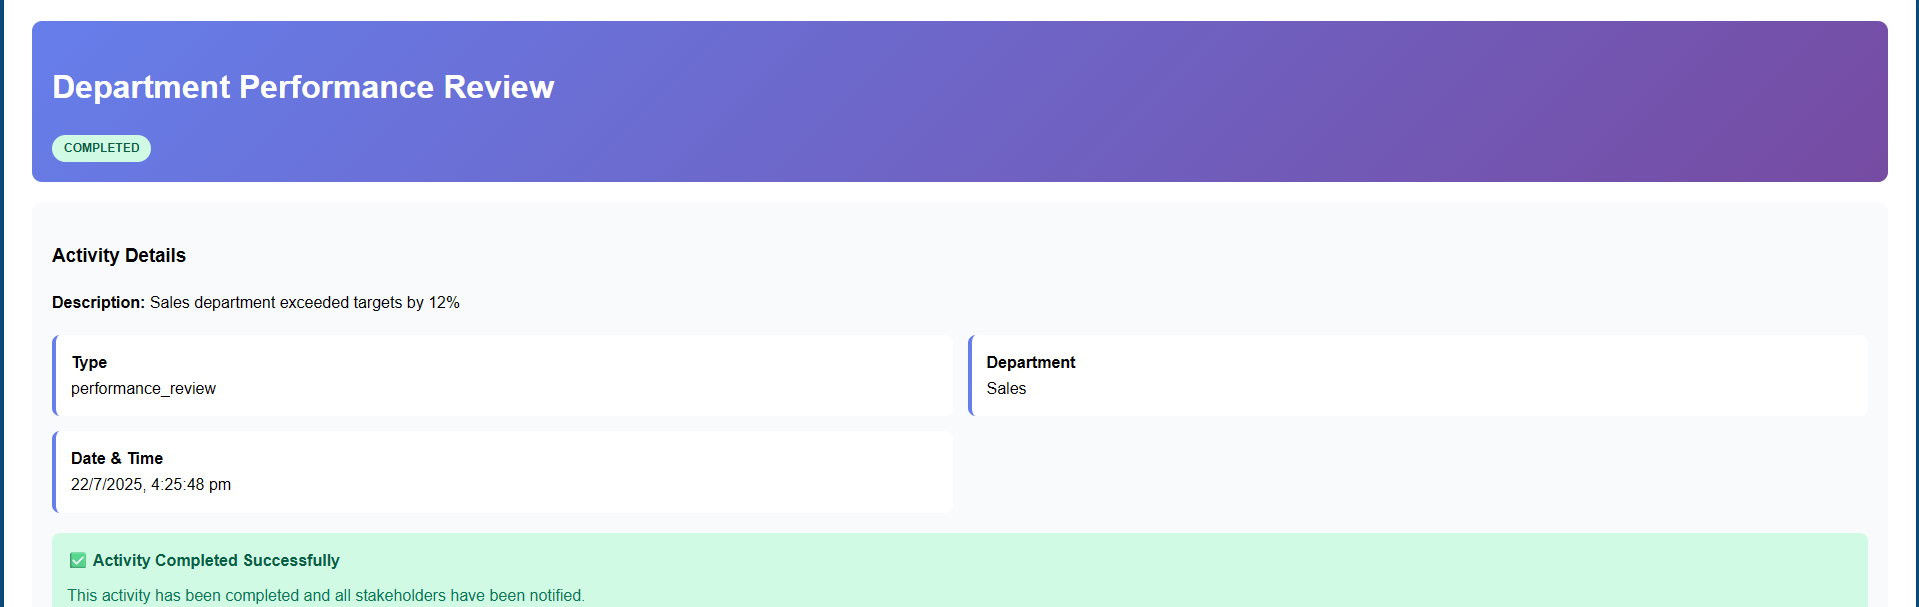 Department Performance Review
COMPLETED
Activity Details
Description: Sales department exceeded targets by 12%
Type
performance_review
Department
Sales
Date & Time
22/7/2025, 4:25:48 pm
✅ Activity Completed Successfully
This activity has been completed and all stakeholders have been notified.